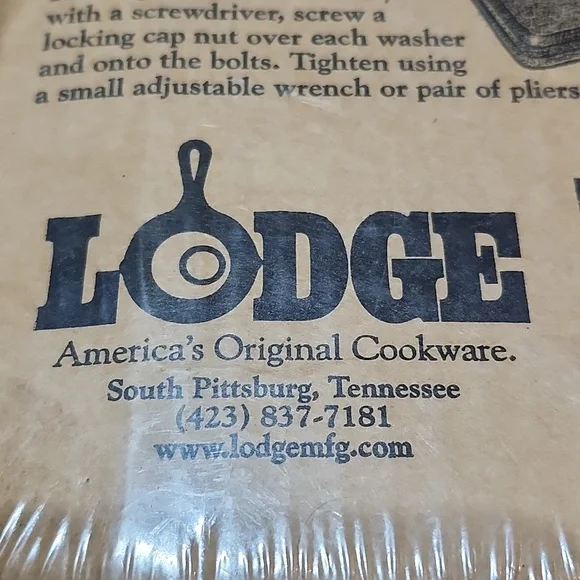 with a screwdriver, screw a
locking cap nut over each washer
and onto the bolts. Tighten using
a small adjustable wrench or pair of pliers
LODGE
America's Original Cookware.
South Pittsburg, Tennessee
(423) 837-7181
www.lodgemfg.com